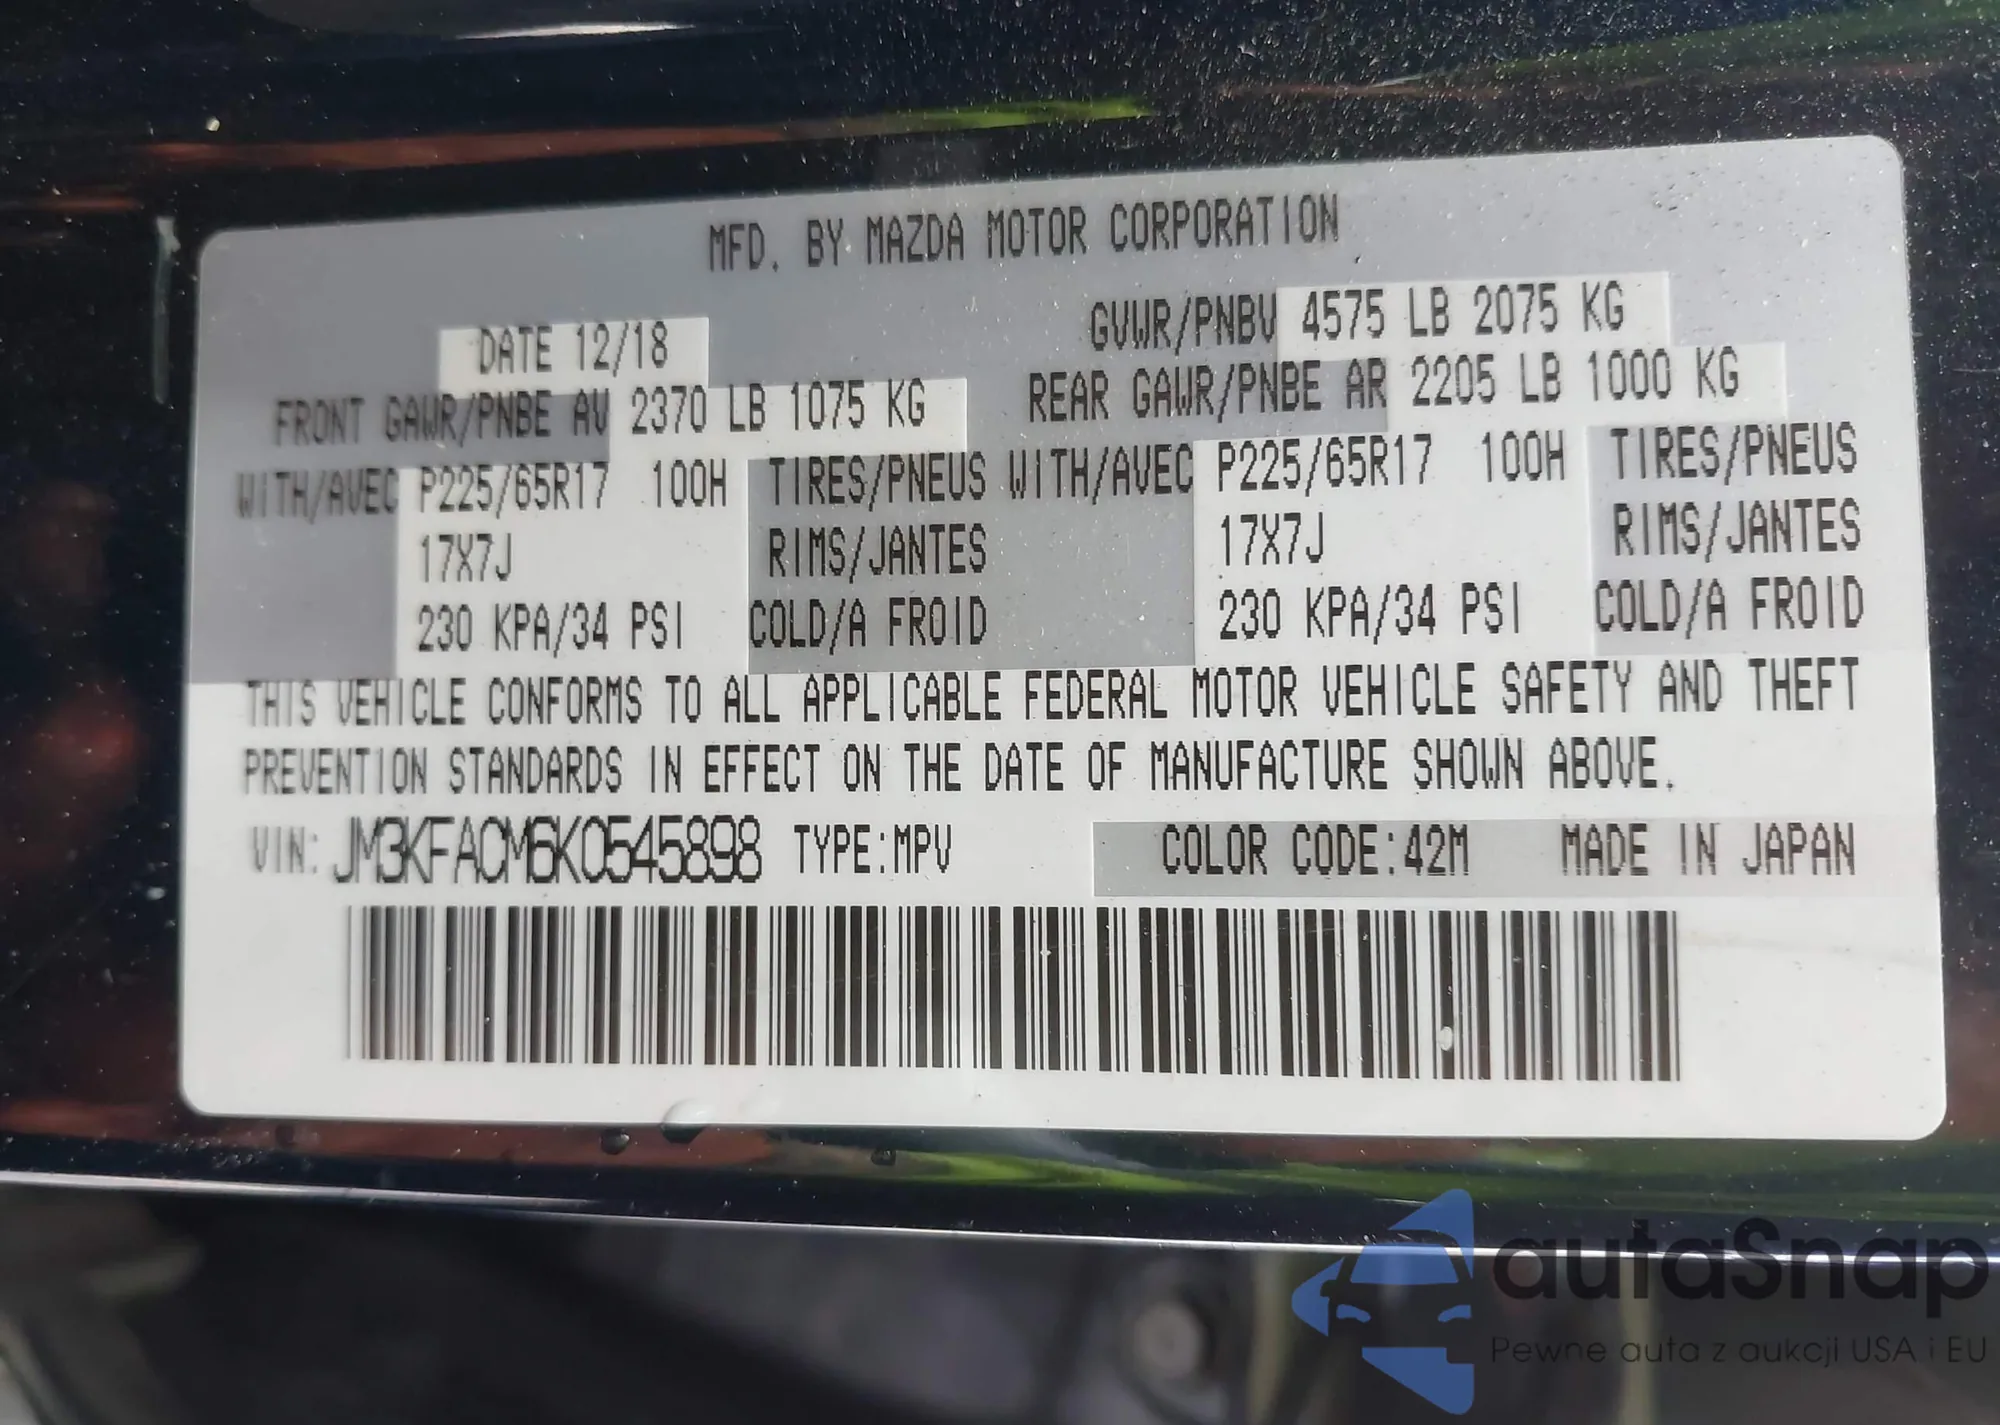 MFD. BY MAZDA MOTOR CORPORATION
DATE 12/18 GVWR/PNBV 4575 LB 2075 KG
FRONT GAWR/PNBE AV 2370 LB 1075 KG REAR GAWR/PNBE AR 2205 LB 1000 KG
WITH/AVEC P225/65R17 100H TIRES/PNEUS WITH/AVEC P225/65R17 100H TIRES/PNEUS
17X7J RIMS/JANTES 17X7J RIMS/JANTES
230 KPA/34 PSI COLD/A FROID 230 KPA/34 PSI COLD/A FROID
THIS VEHICLE CONFORMS TO ALL APPLICABLE FEDERAL MOTOR VEHICLE SAFETY AND THEFT
PREVENTION STANDARDS IN EFFECT ON THE DATE OF MANUFACTURE SHOWN ABOVE.
VIN: JM3KFACM6K0545898 TYPE:MPV COLOR CODE:42M MADE IN JAPAN
autaSnap
Pewne auta z aukcji USA i EU